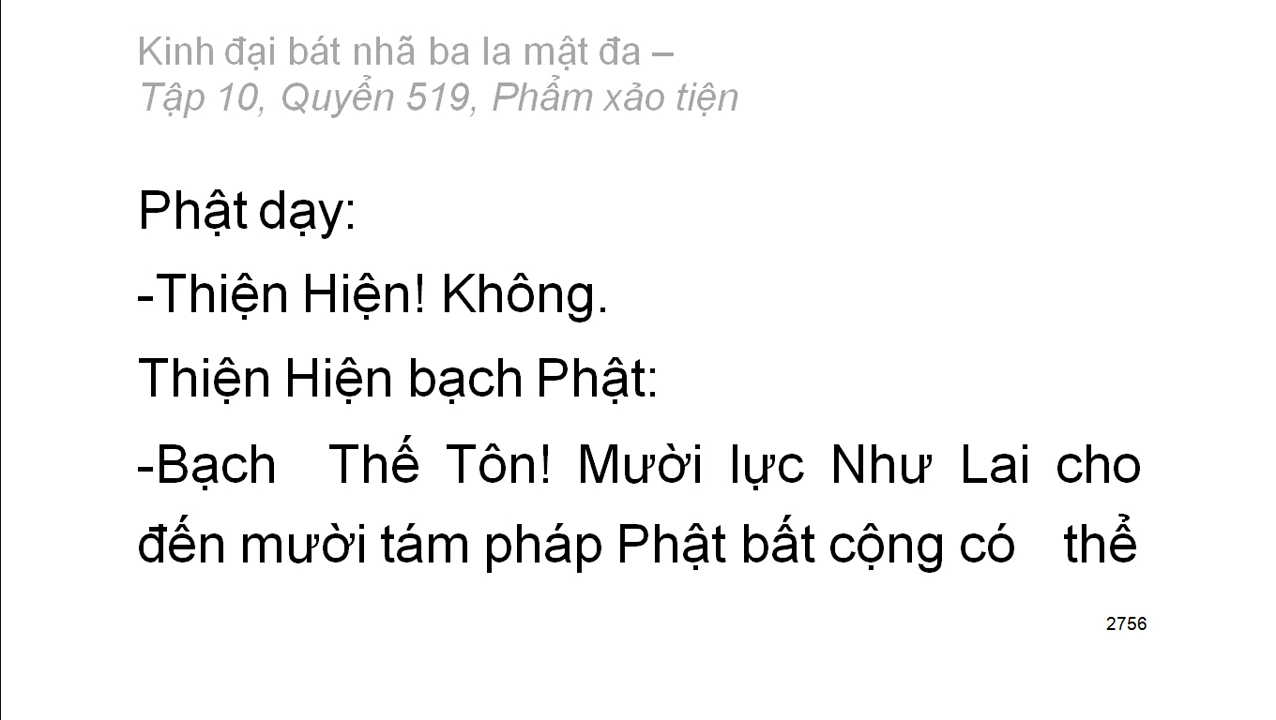 Kinh đại bát nhã ba la mật đa –
Tập 10, Quyển 519, Phẩm xảo tiện
Phật dạy:
-Thiện Hiện! Không.
Thiện Hiện bạch Phật:
-Bạch Thế Tôn! Mười lực Như Lai cho
đến mười tám pháp Phật bất cộng có thể
2756